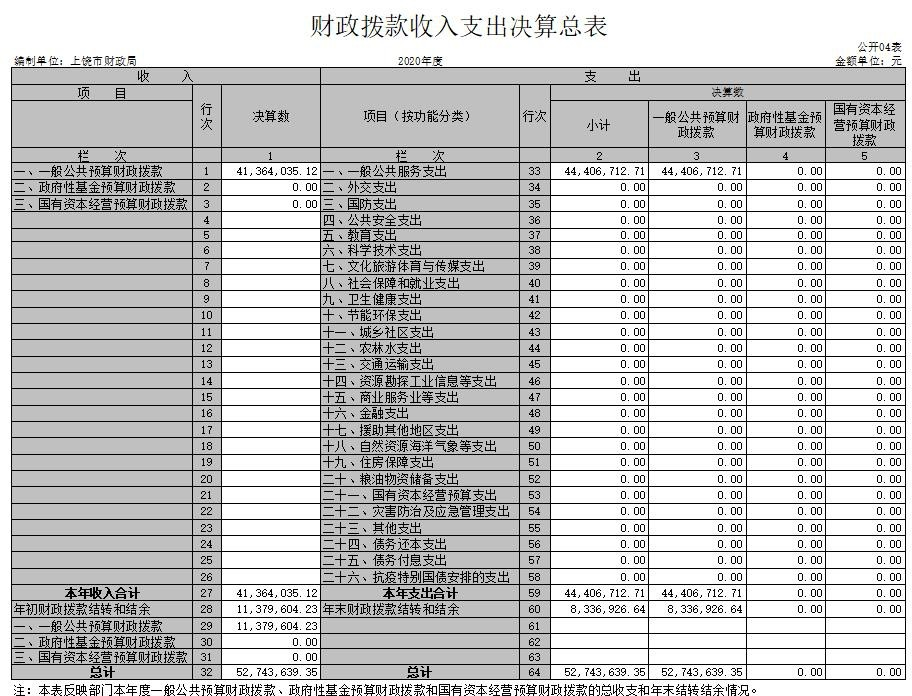 财政拨款收入支出决算总表
公开04表
编制单位：上饶市财政局 2020年度 金额单位：元
收 入 支 出
项 目 行次 决算数 项目（按功能分类） 行次 决算数
小计 一般公共预算财政拨款 政府性基金预算财政拨款 国有资本经营预算财政拨款
栏 次 1 栏 次 2 3 4 5
一、一般公共预算财政拨款 1 41,364,035.12 一、一般公共服务支出 33 44,406,712.71 44,406,712.71 0.00 0.00
二、政府性基金预算财政拨款 2 0.00 二、外交支出 34 0.00 0.00 0.00 0.00
三、国有资本经营预算财政拨款 3 0.00 三、国防支出 35 0.00 0.00 0.00 0.00
4 四、公共安全支出 36 0.00 0.00 0.00 0.00
5 五、教育支出 37 0.00 0.00 0.00 0.00
6 六、科学技术支出 38 0.00 0.00 0.00 0.00
7 七、文化旅游体育与传媒支出 39 0.00 0.00 0.00 0.00
8 八、社会保障和就业支出 40 0.00 0.00 0.00 0.00
9 九、卫生健康支出 41 0.00 0.00 0.00 0.00
10 十、节能环保支出 42 0.00 0.00 0.00 0.00
11 十一、城乡社区支出 43 0.00 0.00 0.00 0.00
12 十二、农林水支出 44 0.00 0.00 0.00 0.00
13 十三、交通运输支出 45 0.00 0.00 0.00 0.00
14 十四、资源勘探工业信息等支出 46 0.00 0.00 0.00 0.00
15 十五、商业服务业等支出 47 0.00 0.00 0.00 0.00
16 十六、金融支出 48 0.00 0.00 0.00 0.00
17 十七、援助其他地区支出 49 0.00 0.00 0.00 0.00
18 十八、自然资源海洋气象等支出 50 0.00 0.00 0.00 0.00
19 十九、住房保障支出 51 0.00 0.00 0.00 0.00
20 二十、粮油物资储备支出 52 0.00 0.00 0.00 0.00
21 二十一、国有资本经营预算支出 53 0.00 0.00 0.00 0.00
22 二十二、灾害防治及应急管理支出 54 0.00 0.00 0.00 0.00
23 二十三、其他支出 55 0.00 0.00 0.00 0.00
24 二十四、债务还本支出 56 0.00 0.00 0.00 0.00
25 二十五、债务付息支出 57 0.00 0.00 0.00 0.00
26 二十六、抗疫特别国债安排的支出 58 0.00 0.00 0.00 0.00
本年收入合计 27 41,364,035.12 本年支出合计 59 44,406,712.71 44,406,712.71 0.00 0.00
年初财政拨款结转和结余 28 11,379,604.23 年末财政拨款结转和结余 60 8,336,926.64 8,336,926.64 0.00 0.00
一、一般公共预算财政拨款 29 11,379,604.23 61
二、政府性基金预算财政拨款 30 0.00 62
三、国有资本经营预算财政拨款 31 0.00 63
总计 32 52,743,639.35 总计 64 52,743,639.35 52,743,639.35 0.00 0.00
注：本表反映部门本年度一般公共预算财政拨款、政府性基金预算财政拨款和国有资本经营预算财政拨款的总收支和年末结转结余情况。